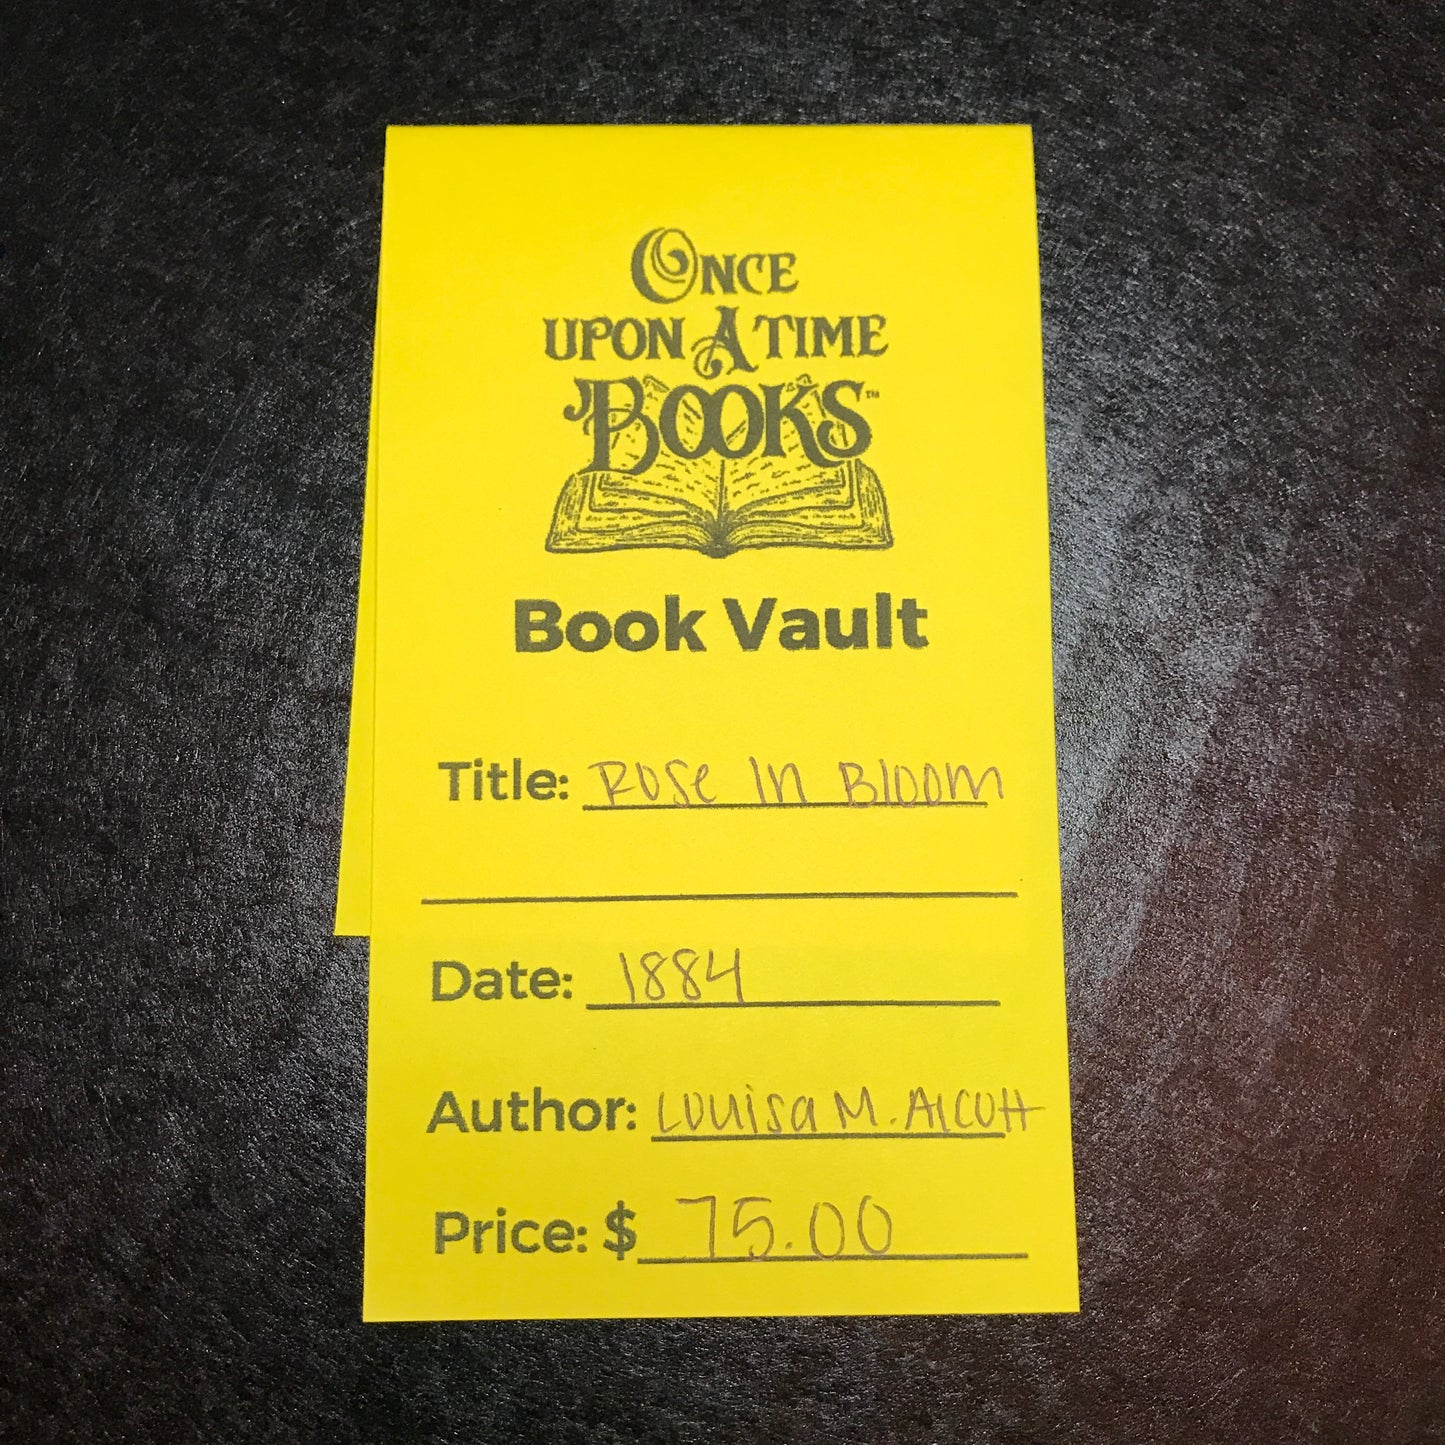 Once
upon A Time
Books™
Book Vault
Title: Rose In Bloom
Date: 1884
Author: Louisa M. Alcott
Price: $ 75.00